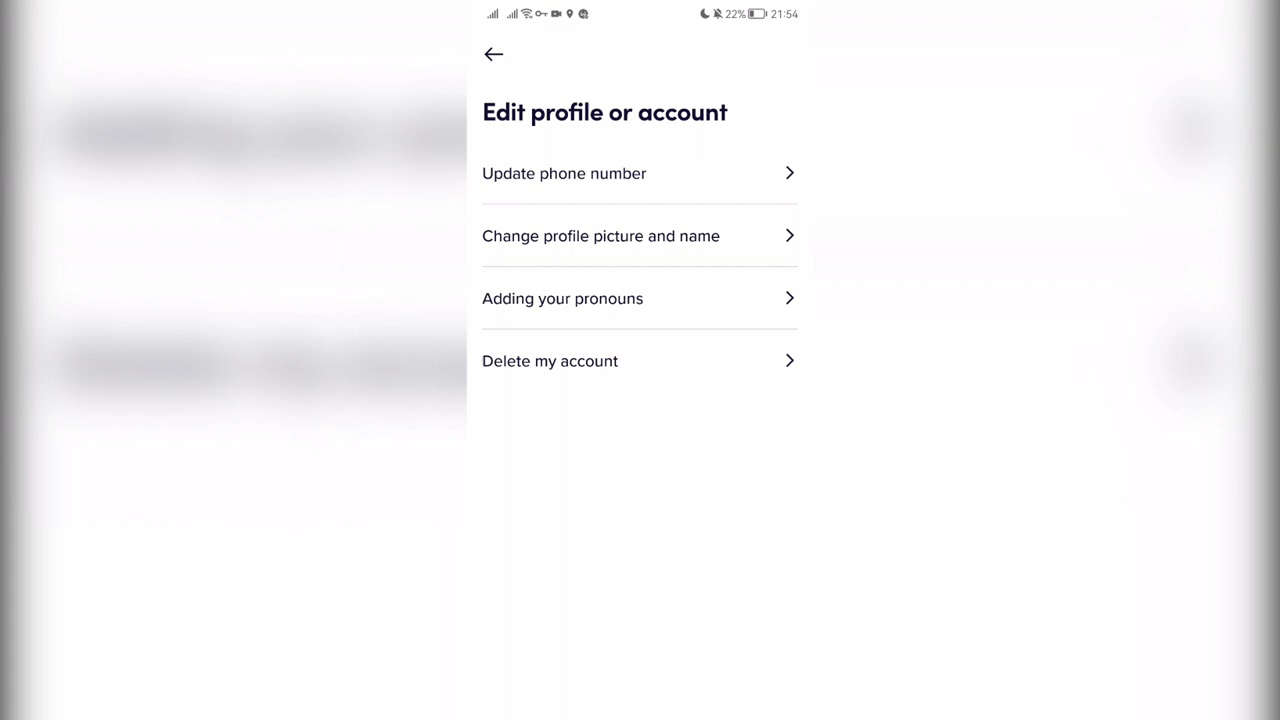 22% 21:54
Edit profile or account
Update phone number
Change profile picture and name
Adding your pronouns
Delete my account